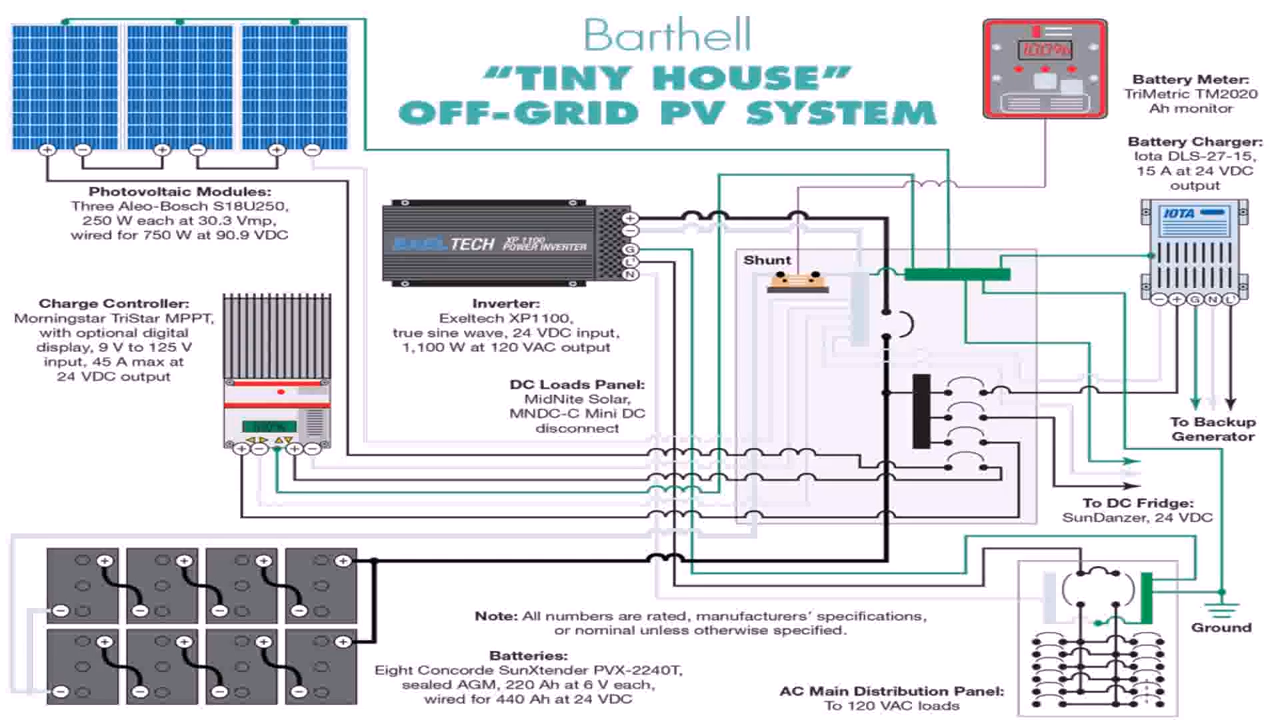 Barthell
“TINY HOUSE”
OFF-GRID PV SYSTEM
Battery Meter:
TriMetric TM2020
Ah monitor
100%
Battery Charger:
Iota DLS-27-15,
15 A at 24 VDC
output
IOTA
Photovoltaic Modules:
Three Aleo-Bosch S18U250,
250 W each at 30.3 Vmp,
wired for 750 W at 90.9 VDC
EXELTECH XP 1100
POWER INVERTER
G
L¹
N
Shunt
Inverter:
Exeltech XP1100,
true sine wave, 24 VDC input,
1,100 W at 120 VAC output
Charge Controller:
Morningstar TriStar MPPT,
with optional digital
display, 9 V to 125 V
input, 45 A max at
24 VDC output
100%
DC Loads Panel:
MidNite Solar,
MNDC-C Mini DC
disconnect
G N L¹
To Backup
Generator
To DC Fridge:
SunDanzer, 24 VDC
Note: All numbers are rated, manufacturers’ specifications,
or nominal unless otherwise specified.
Ground
Batteries:
Eight Concorde SunXtender PVX-2240T,
sealed AGM, 220 Ah at 6 V each,
wired for 440 Ah at 24 VDC
AC Main Distribution Panel:
To 120 VAC loads